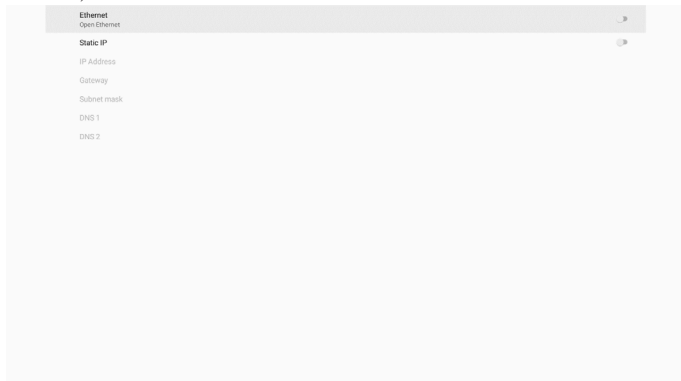 Ethernet
Open Ethernet
Static IP
IP Address
Gateway
Subnet mask
DNS 1
DNS 2